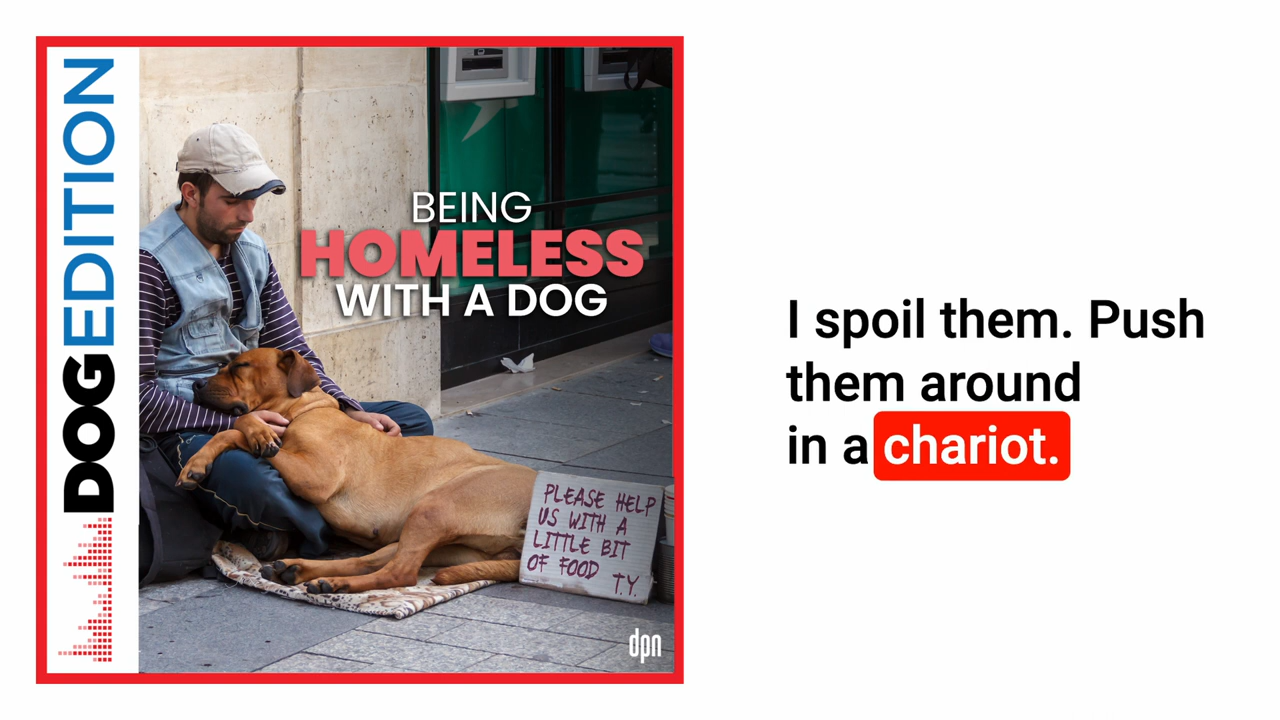 DOGEDITION
BEING
HOMELESS
WITH A DOG
PLEASE HELP
US WITH A
LITTLE BIT
OF FOOD
T.Y.
dpn
I spoil them. Push
them around
in a chariot.